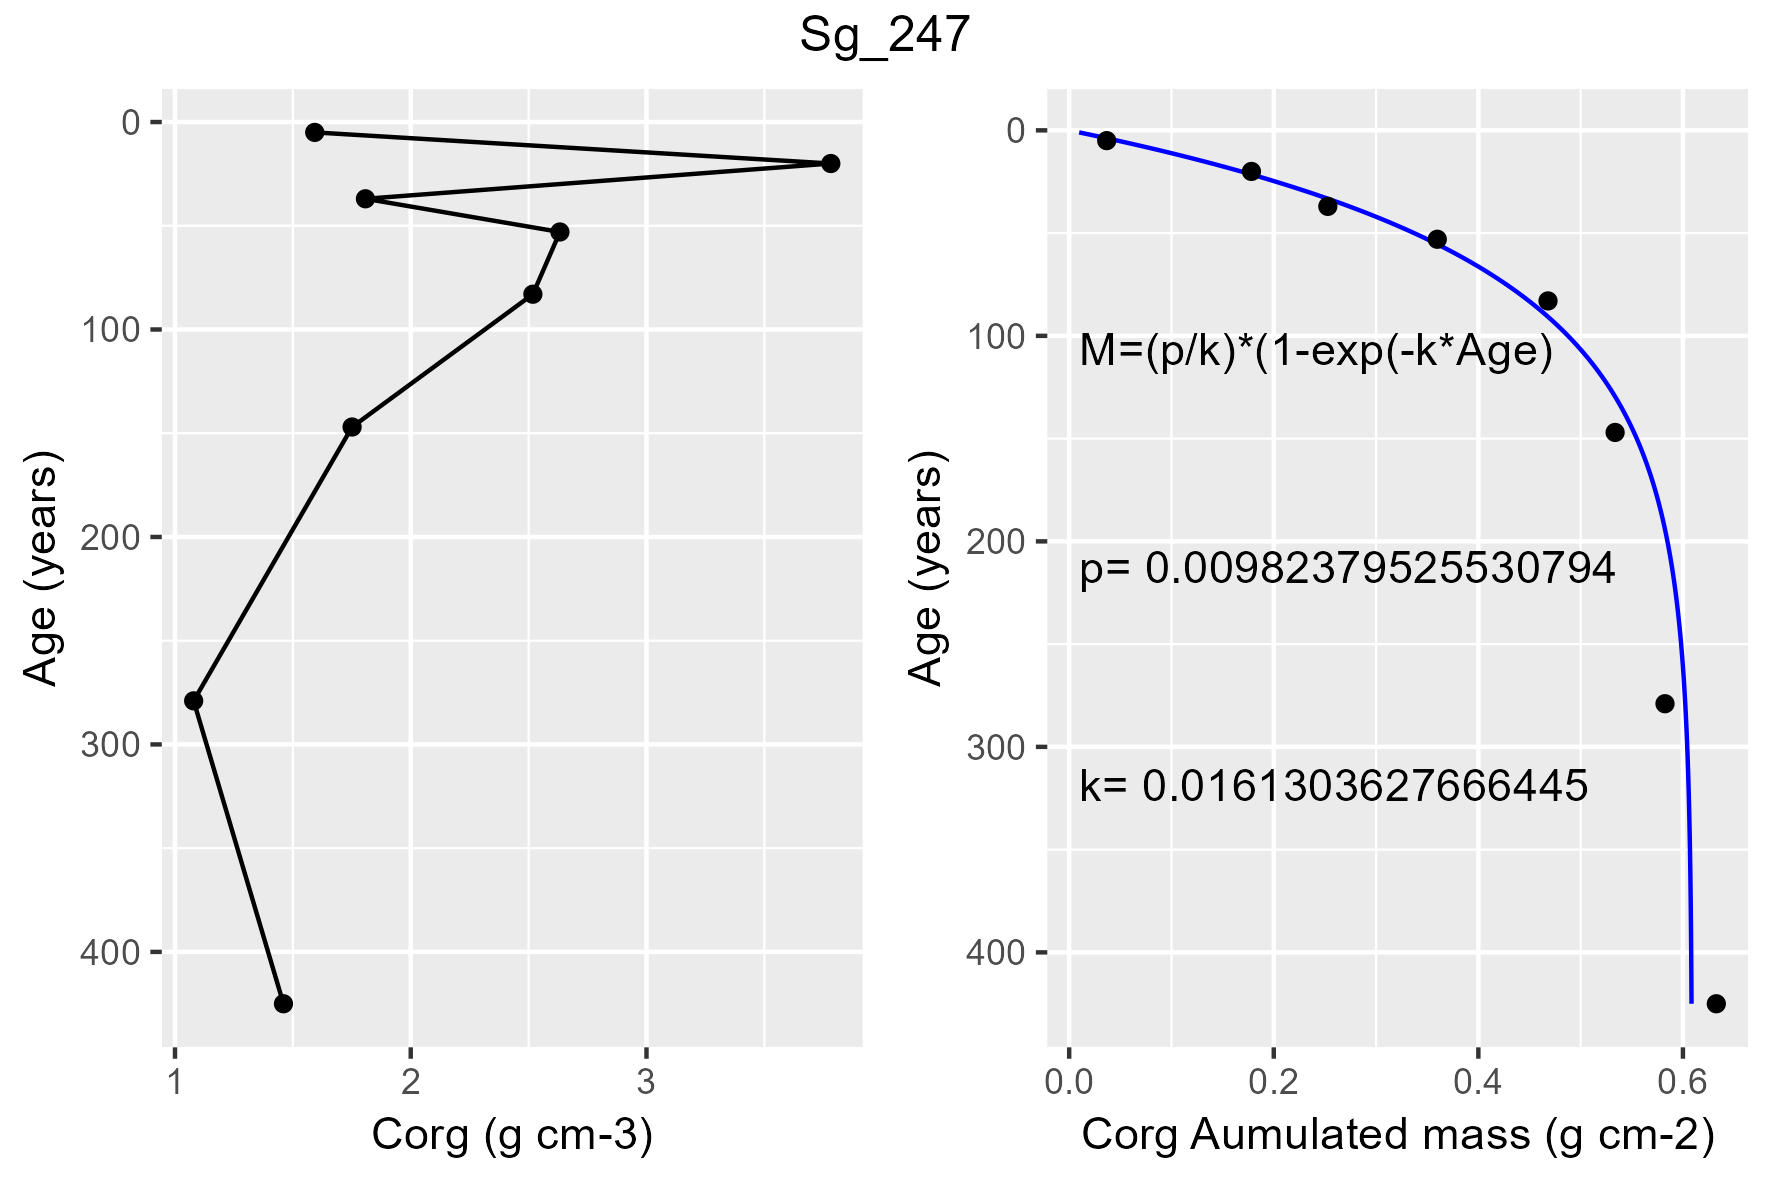 Sg_247
0
100
200
300
400
Age (years)
1
2
3
Corg (g cm-3)
0
100
200
300
400
Age (years)
M=(p/k)*(1-exp(-k*Age)
p= 0.00982379525530794
k= 0.0161303627666445
0.0
0.2
0.4
0.6
Corg Aumulated mass (g cm-2)